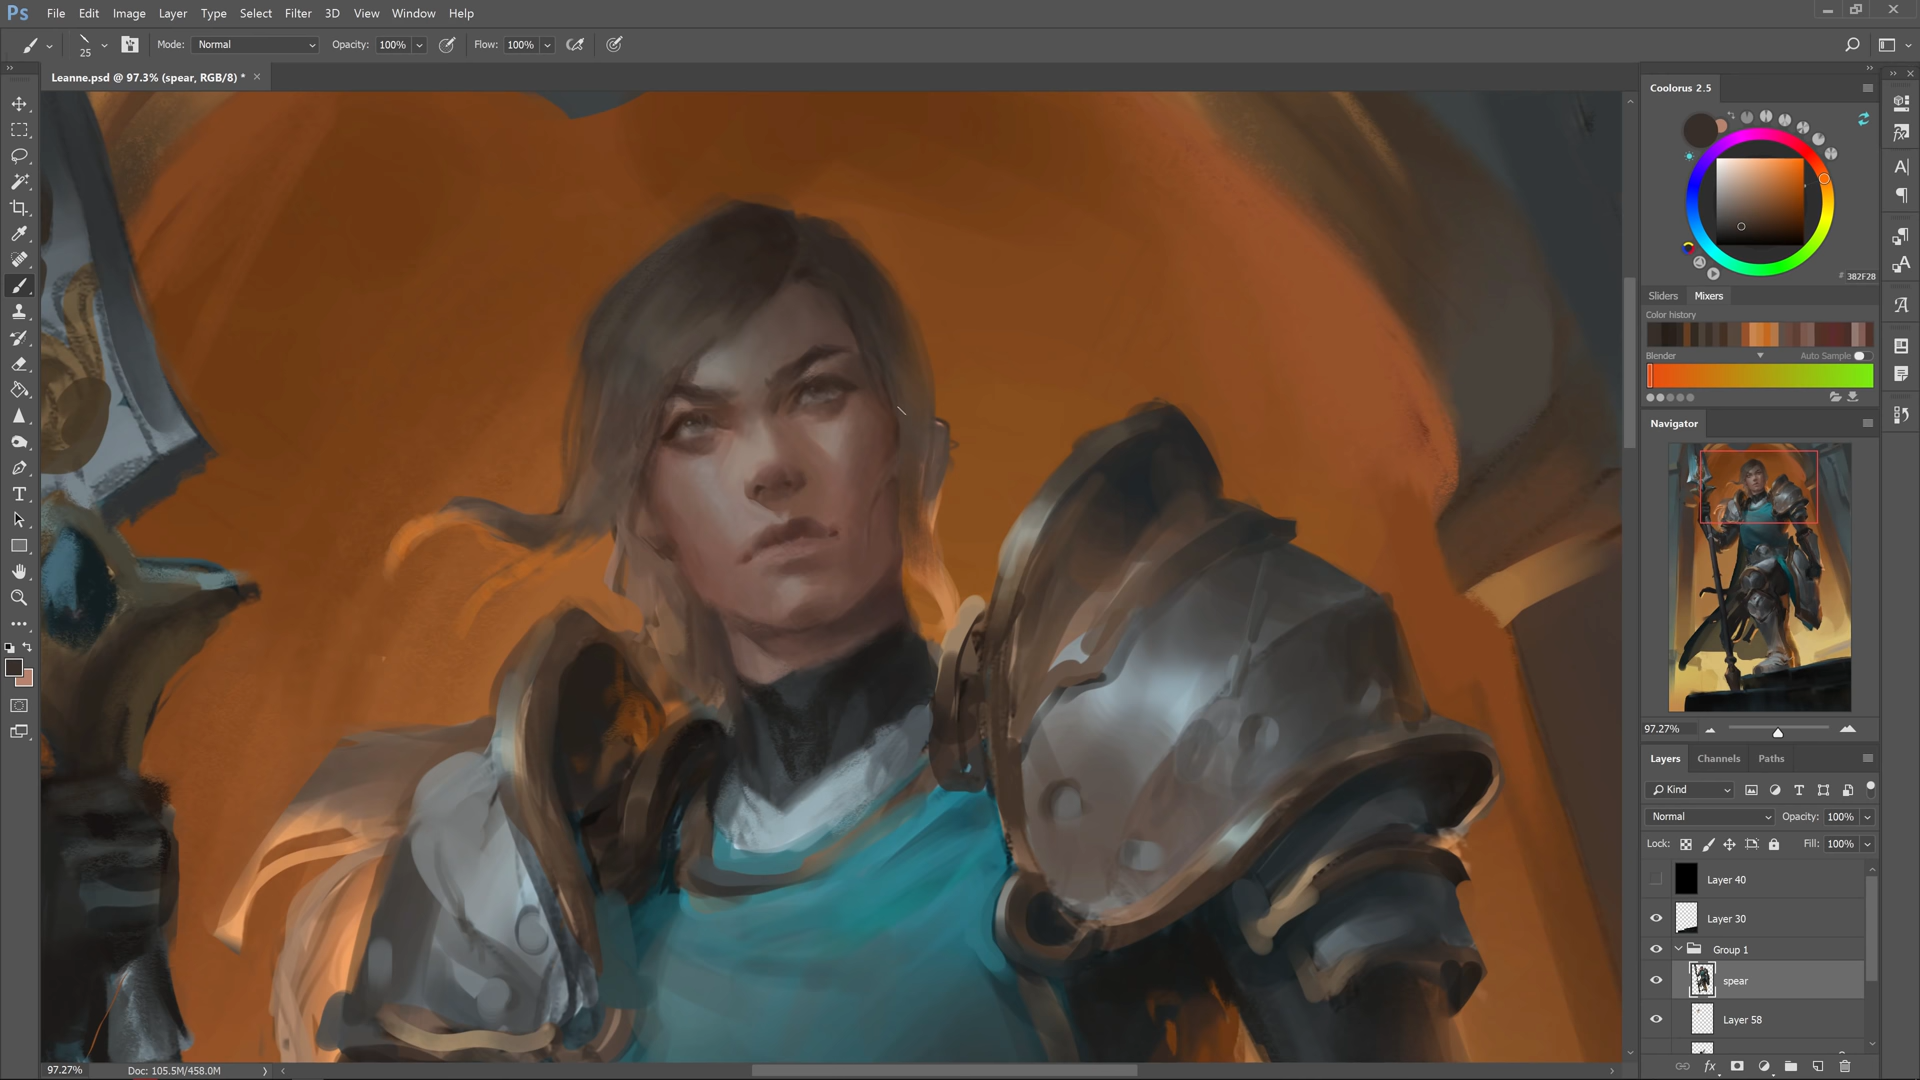 Ps File Edit Image Layer Type Select Filter 3D View Window Help
25 Mode: Normal Opacity: 100% Flow: 100%
Leanne.psd @ 97.3% (spear, RGB/8) *
Coolorus 2.5
# 382F28
Sliders Mixers
Color history
Blender Auto Sample
Navigator
97.27%
Layers Channels Paths
Kind
Normal Opacity: 100%
Lock: Fill: 100%
Layer 40
Layer 30
Group 1
spear
Layer 58
97.27% Doc: 105.5M/458.0M